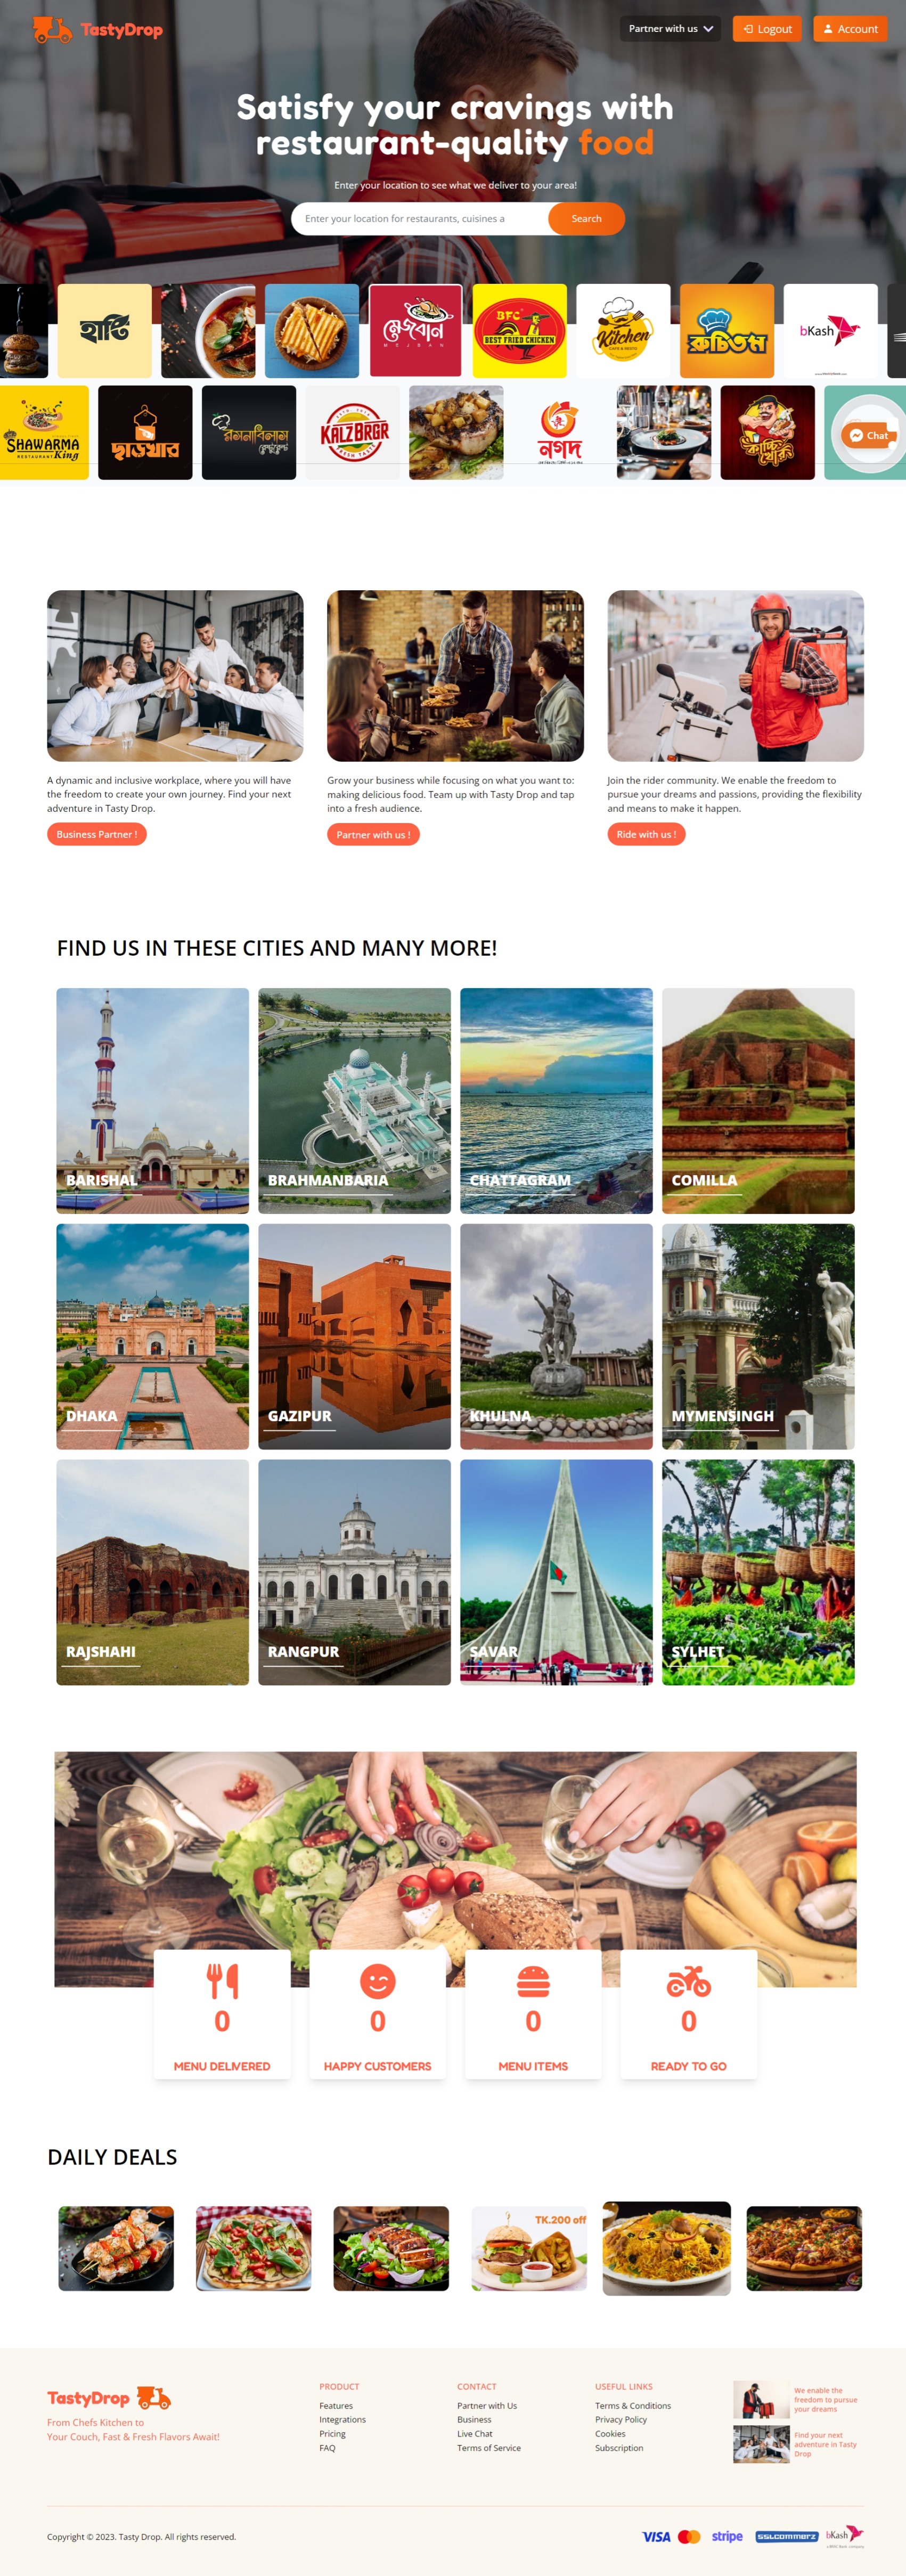 TastyDrop
Partner with us
Logout
Account
Satisfy your cravings with
restaurant-quality food
Enter your location to see what we deliver to your area!
Enter your location for restaurants, cuisines a
Search
হান্ডি
মেজবান
MEJBAN
BFC
BEST FRIED CHICKEN
Kitchen
রুচিতম
bKash
SHAWARMA
RESTAURANT King
ছাড়খার
KALZBRGR
নগদ
কাচ্চি
খোর
Chat
A dynamic and inclusive workplace, where you will have
the freedom to create your own journey. Find your next
adventure in Tasty Drop.
Business Partner !
Grow your business while focusing on what you want to:
making delicious food. Team up with Tasty Drop and tap
into a fresh audience.
Partner with us !
Join the rider community. We enable the freedom to
pursue your dreams and passions, providing the flexibility
and means to make it happen.
Ride with us !
FIND US IN THESE CITIES AND MANY MORE!
BARISHAL
BRAHMANBARIA
CHATTAGRAM
COMILLA
DHAKA
GAZIPUR
KHULNA
MYMENSINGH
RAJSHAHI
RANGPUR
SAVAR
SYLHET
0
MENU DELIVERED
0
HAPPY CUSTOMERS
0
MENU ITEMS
0
READY TO GO
DAILY DEALS
TK.200 off
TastyDrop
From Chefs Kitchen to
Your Couch, Fast & Fresh Flavors Await!
PRODUCT
Features
Integrations
Pricing
FAQ
CONTACT
Partner with Us
Business
Live Chat
Terms of Service
USEFUL LINKS
Terms & Conditions
Privacy Policy
Cookies
Subscription
We enable the
freedom to pursue
your dreams
Find your next
adventure in Tasty
Drop
Copyright © 2023. Tasty Drop. All rights reserved.
VISA
stripe
SSLCOMMERZ
bKash